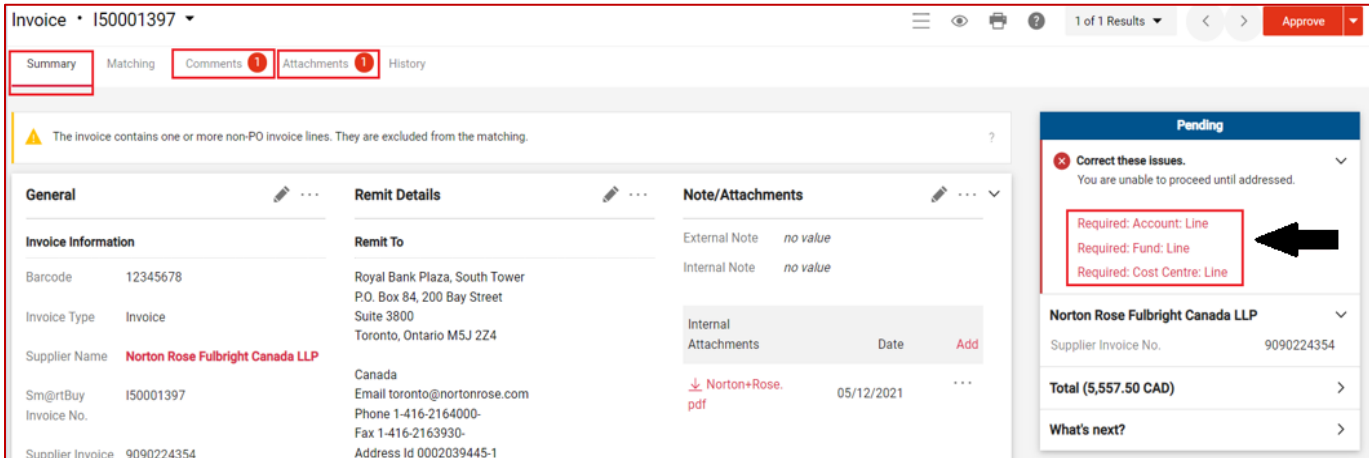 Invoice • I50001397
1 of 1 Results
Approve
Summary
Matching
Comments 1
Attachments 1
History
The invoice contains one or more non-PO invoice lines. They are excluded from the matching.
?
General
Invoice Information
Barcode 12345678
Invoice Type Invoice
Supplier Name Norton Rose Fulbright Canada LLP
Sm@rtBuy I50001397
Invoice No.
Supplier Invoice 9090224354
Remit Details
Remit To
Royal Bank Plaza, South Tower
P.O. Box 84, 200 Bay Street
Suite 3800
Toronto, Ontario M5J 2Z4
Canada
Email toronto@nortonrose.com
Phone 1-416-2164000-
Fax 1-416-2163930-
Address Id 0002039445-1
Note/Attachments
External Note no value
Internal Note no value
Internal
Attachments Date Add
Norton+Rose. 05/12/2021
pdf
Pending
Correct these issues.
You are unable to proceed until addressed.
Required: Account: Line
Required: Fund: Line
Required: Cost Centre: Line
Norton Rose Fulbright Canada LLP
Supplier Invoice No. 9090224354
Total (5,557.50 CAD)
What's next?